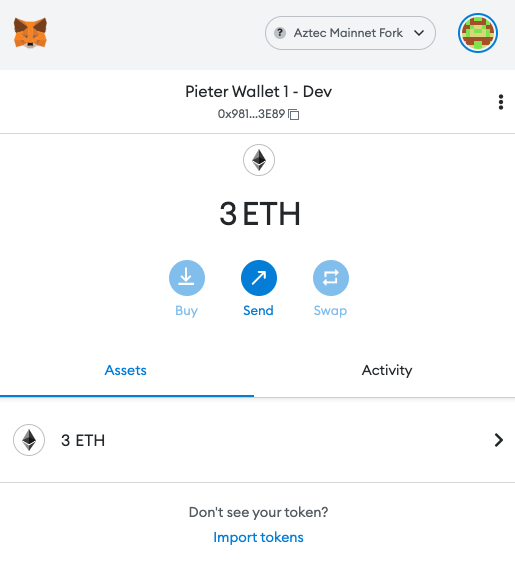 ? Aztec Mainnet Fork
Pieter Wallet 1 - Dev
0x981...3E89
3 ETH
Buy Send Swap
Assets Activity
3 ETH
Don't see your token?
Import tokens